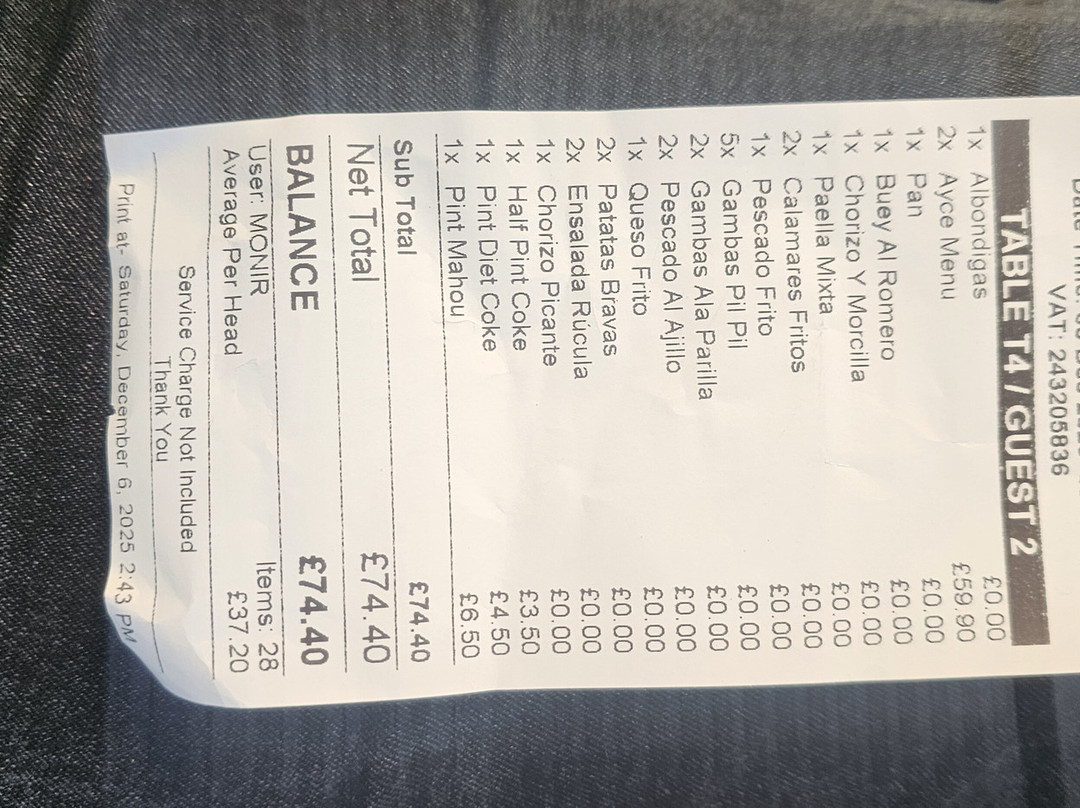 VAT: 243205836
TABLE T4 / GUEST 2
1x Albondigas £0.00
2x Ayce Menu £59.90
1x Pan £0.00
1x Buey Al Romero £0.00
1x Chorizo Y Morcilla £0.00
1x Paella Mixta £0.00
2x Calamares Fritos £0.00
1x Pescado Frito £0.00
5x Gambas Pil Pil £0.00
2x Gambas Ala Parilla £0.00
2x Pescado Al Ajillo £0.00
1x Queso Frito £0.00
2x Patatas Bravas £0.00
2x Ensalada Rúcula £0.00
1x Chorizo Picante £0.00
1x Half Pint Coke £3.50
1x Pint Diet Coke £4.50
1x Pint Mahou £6.50
Sub Total £74.40
Net Total £74.40
BALANCE £74.40
User: MONIR Items: 28
Average Per Head £37.20
Service Charge Not Included
Thank You
Print at- Saturday, December 6, 2025 2:43 PM